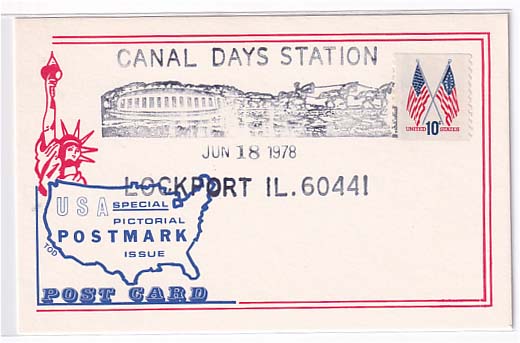 CANAL DAYS STATION
UNITED 10c STATES
JUN 18 1978
LOCKPORT IL. 60441
USA SPECIAL
PICTORIAL
POSTMARK
TOD
ISSUE
POST CARD